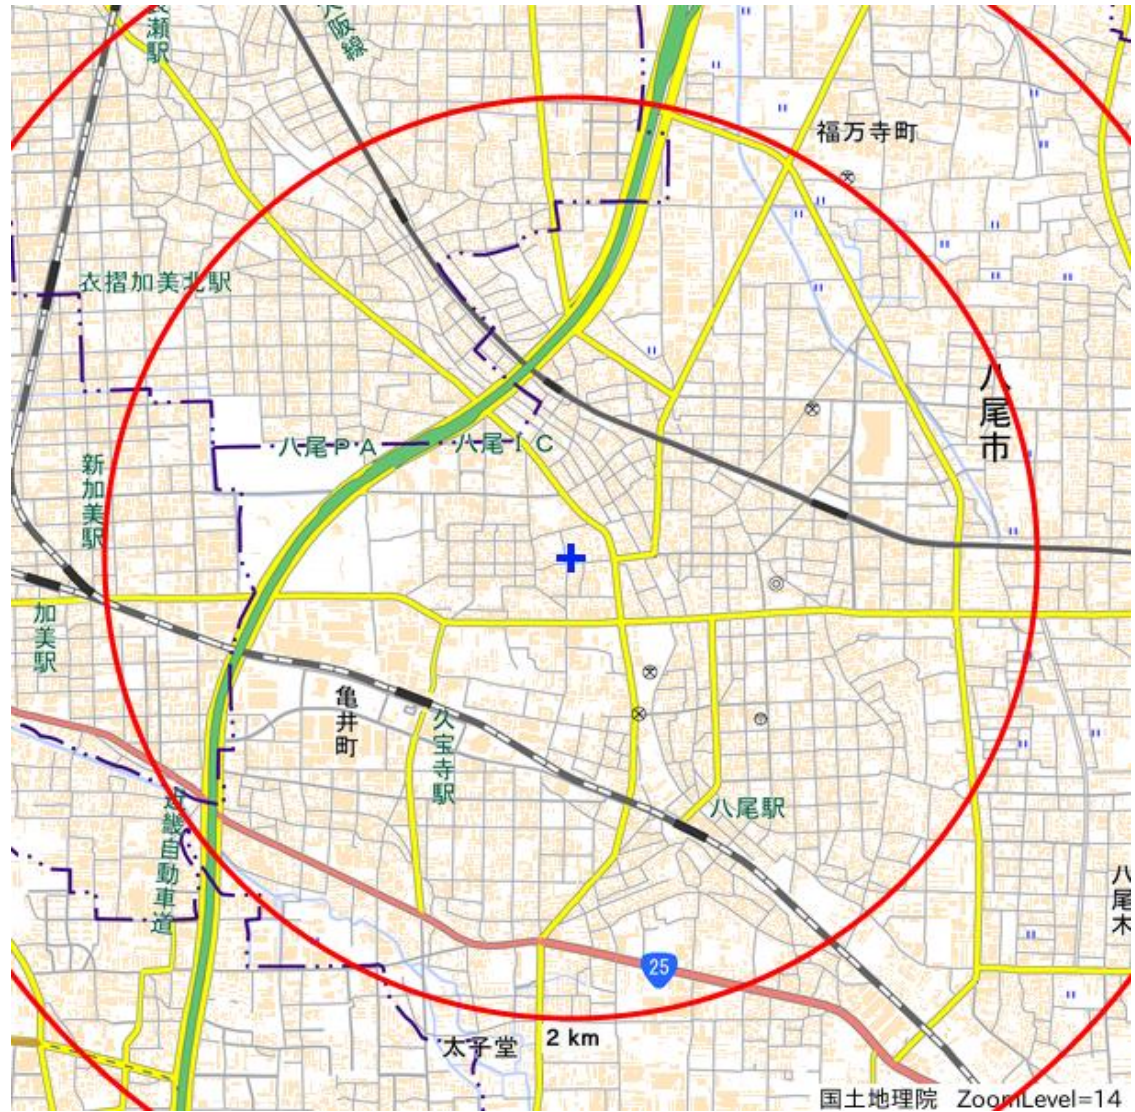 長瀬駅
大阪線
福万寺町
衣摺加美北駅
八尾市
八尾PA
八尾IC
新加美駅
加美駅
亀井町
久宝寺駅
八尾駅
近畿自動車道
八尾木
25
2 km
太子堂
国土地理院 ZoomLevel=14